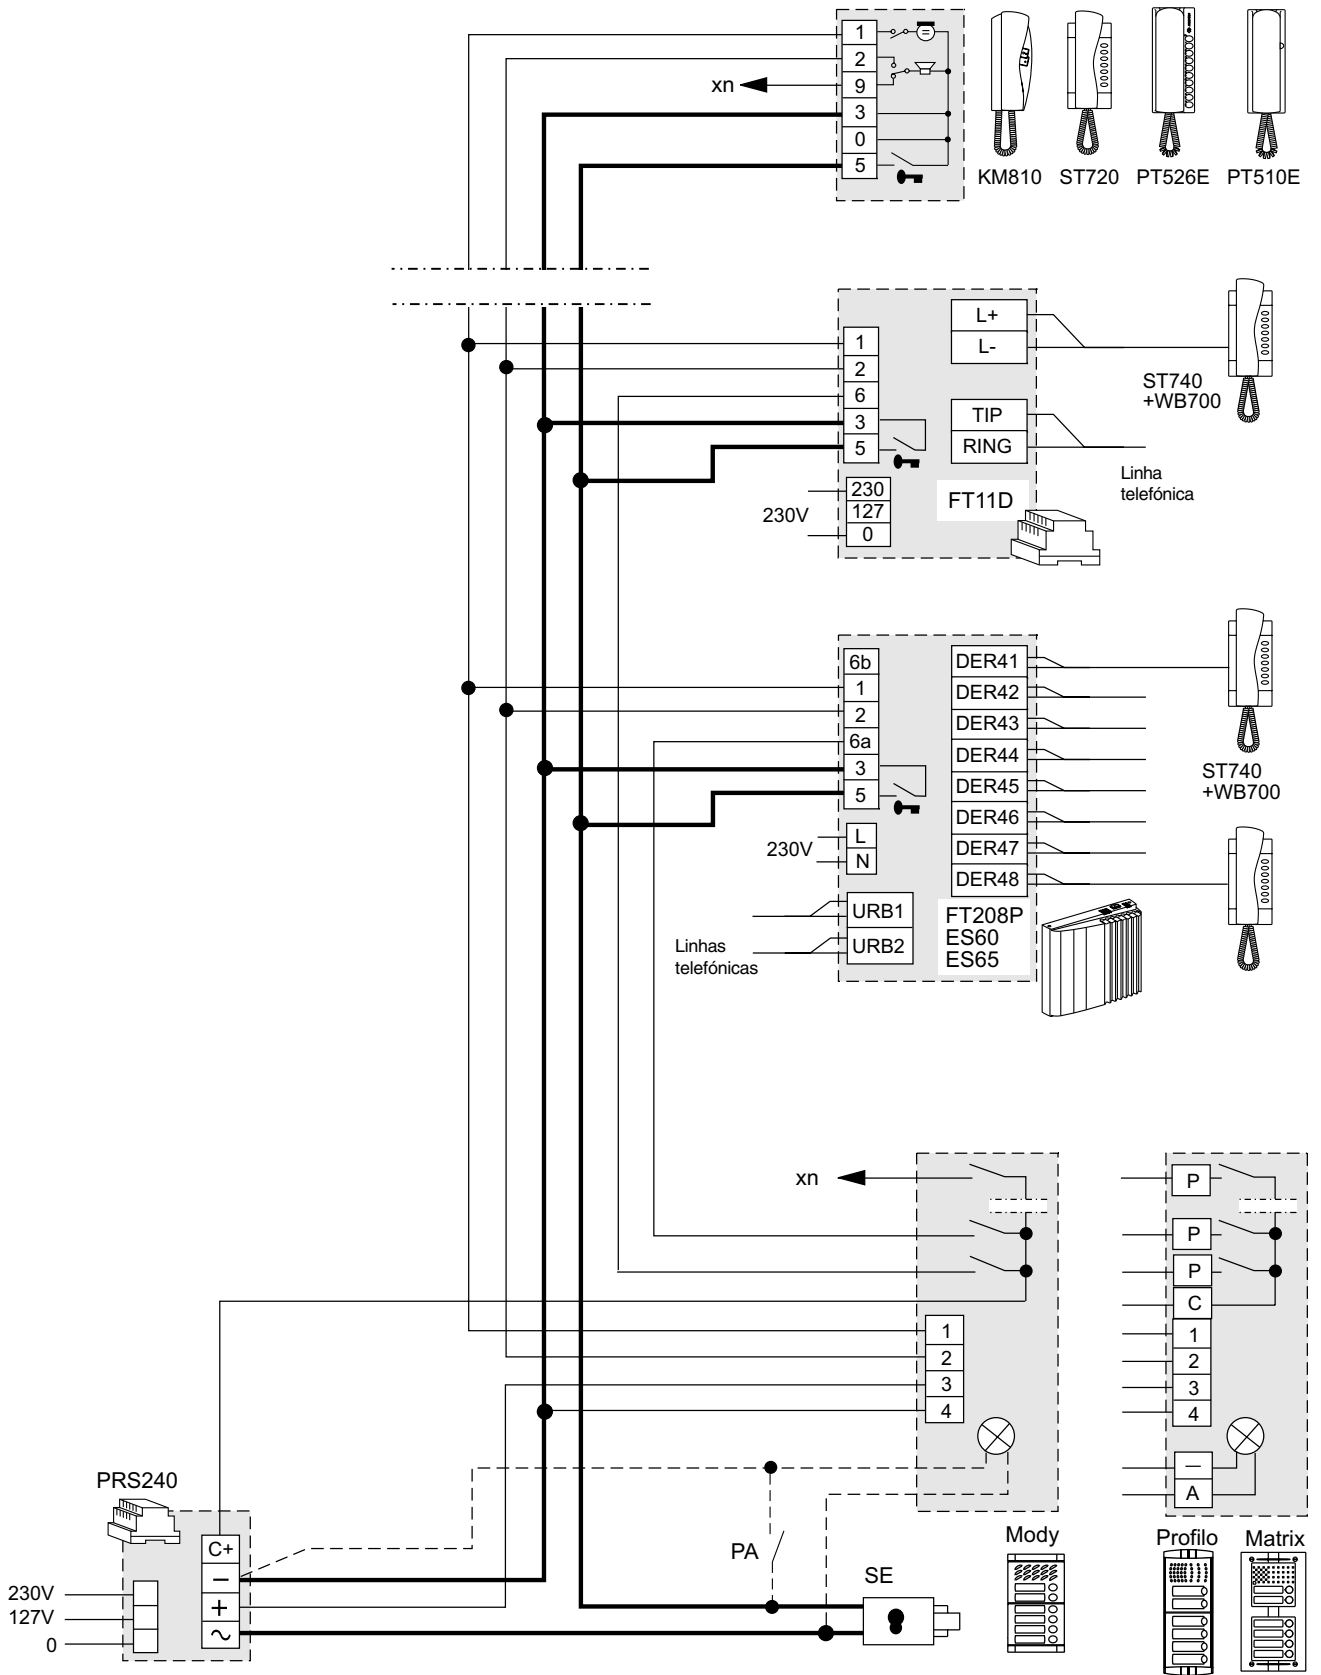 1
2
xn
9
3
0
5
KM810
ST720
PT526E
PT510E
L+
L-
1
2
6
3
5
ST740
+WB700
TIP
RING
Linha
telefónica
230V
230
127
0
FT11D
6b
1
2
6a
3
5
DER41
DER42
DER43
DER44
DER45
DER46
DER47
DER48
ST740
+WB700
230V
L
N
URB1
URB2
Linhas
telefónicas
FT208P
ES60
ES65
xn
1
2
3
4
P
P
P
C
1
2
3
4
—
A
PRS240
C+
—
+
~
230V
127V
0
PA
SE
Mody
Profilo
Matrix